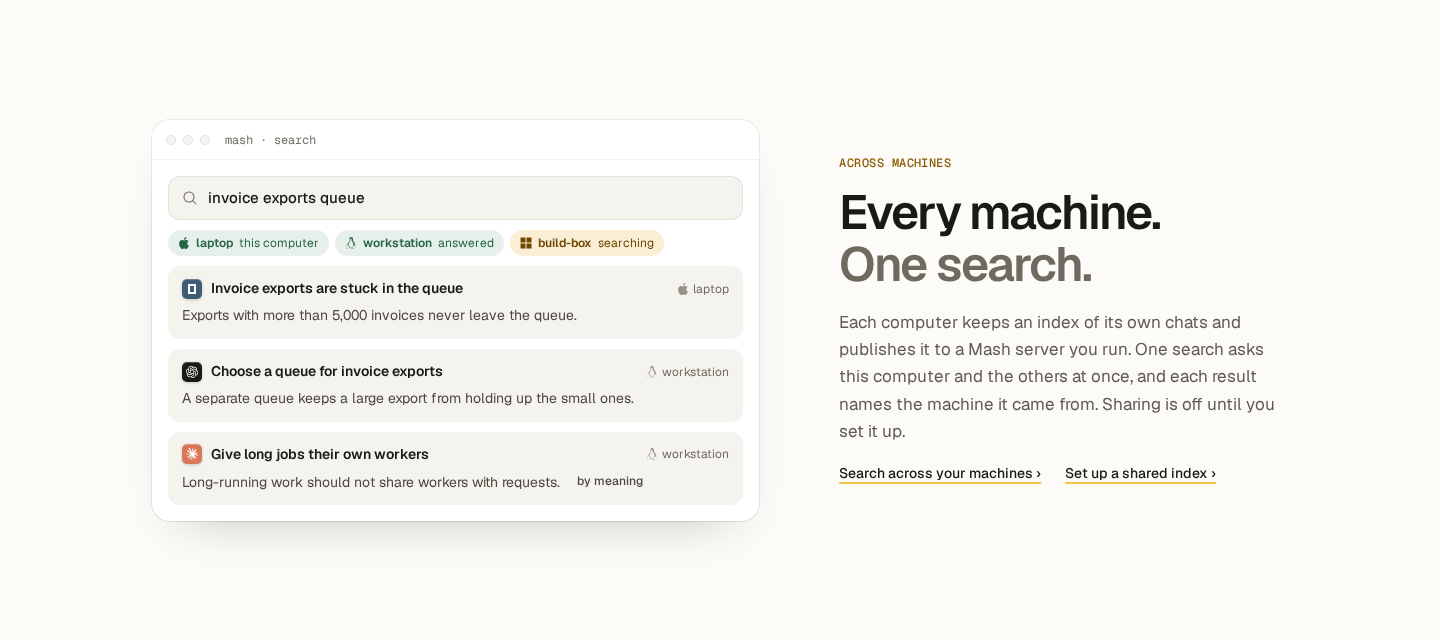 mash · search
invoice exports queue
laptop this computer
workstation answered
build-box searching
Invoice exports are stuck in the queue
laptop
Exports with more than 5,000 invoices never leave the queue.
Choose a queue for invoice exports
workstation
A separate queue keeps a large export from holding up the small ones.
Give long jobs their own workers
workstation
Long-running work should not share workers with requests.
by meaning
ACROSS MACHINES
Every machine.
One search.
Each computer keeps an index of its own chats and
publishes it to a Mash server you run. One search asks
this computer and the others at once, and each result
names the machine it came from. Sharing is off until you
set it up.
Search across your machines ›
Set up a shared index ›